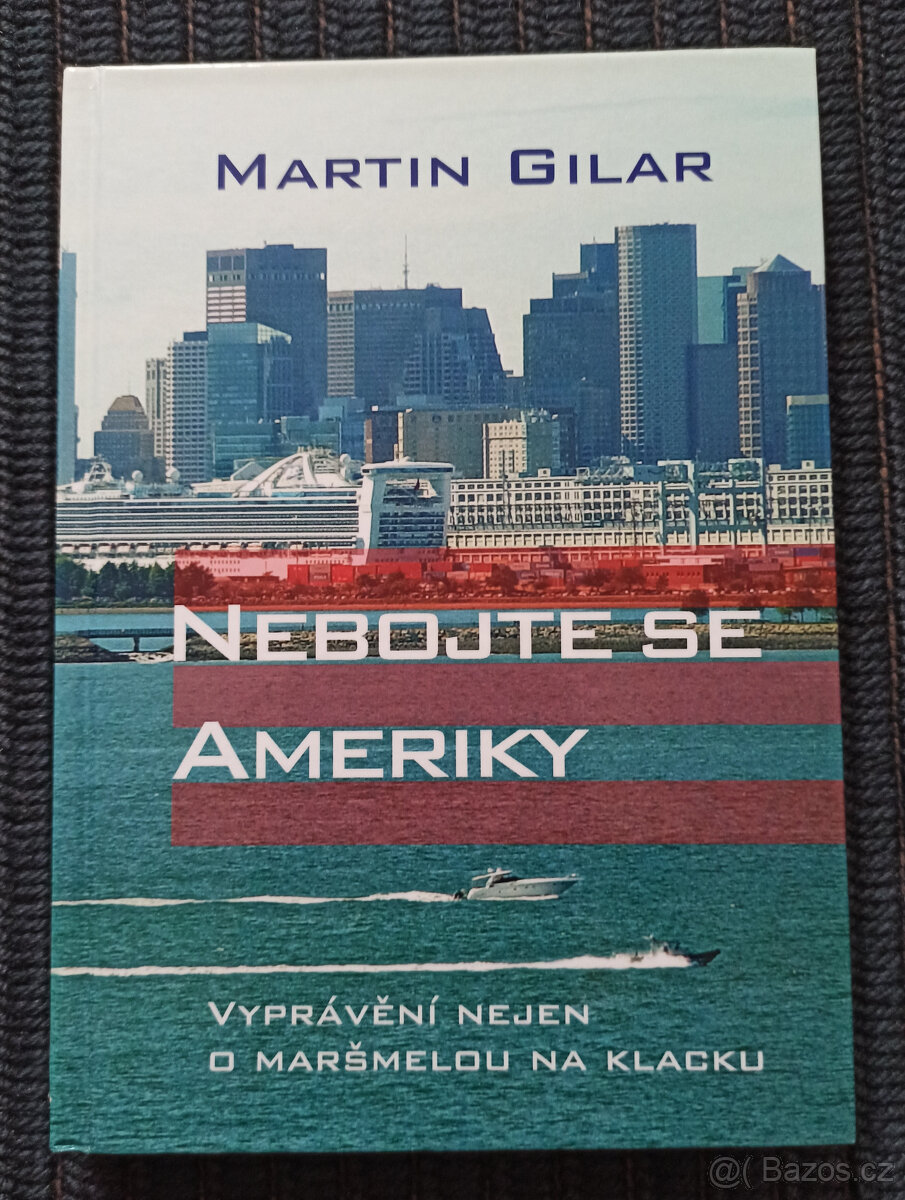 Martin Gilar
Nebojte se
Ameriky
Vyprávění nejen
o maršmelou na klacku
@( Bazos.cz